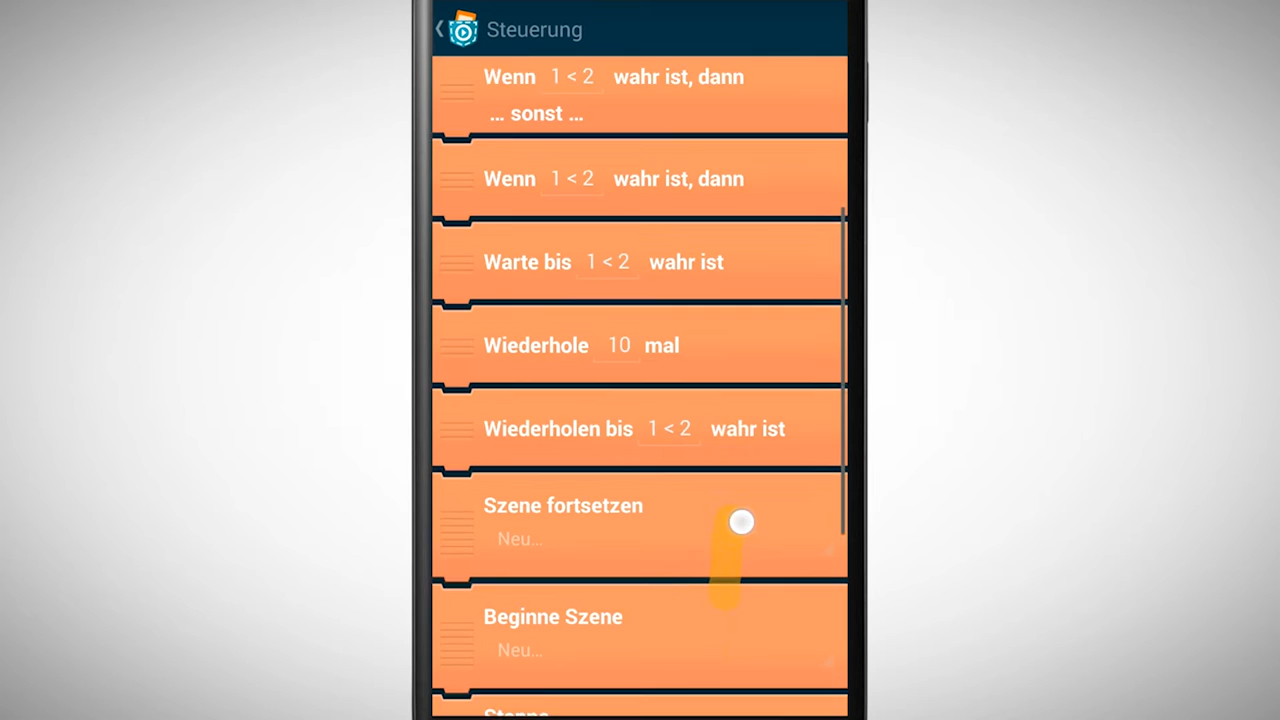 Steuerung
Wenn 1 < 2 wahr ist, dann
... sonst ...
Wenn 1 < 2 wahr ist, dann
Warte bis 1 < 2 wahr ist
Wiederhole 10 mal
Wiederholen bis 1 < 2 wahr ist
Szene fortsetzen
Neu...
Beginne Szene
Neu...